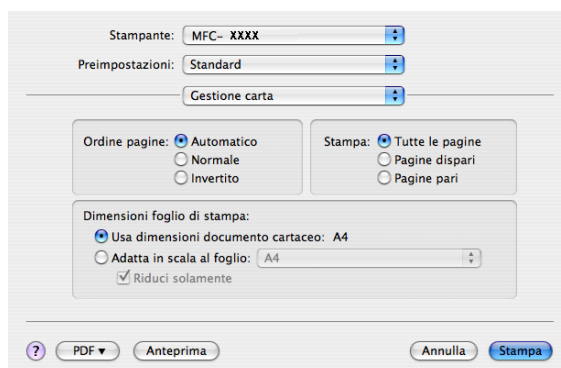 Stampante: MFC- XXXX
Preimpostazioni: Standard
Gestione carta
Ordine pagine: Automatico
Normale
Invertito
Stampa: Tutte le pagine
Pagine dispari
Pagine pari
Dimensioni foglio di stampa:
Usa dimensioni documento cartaceo: A4
Adatta in scala al foglio: A4
Riduci solamente
? PDF ▾ Anteprima Annulla Stampa